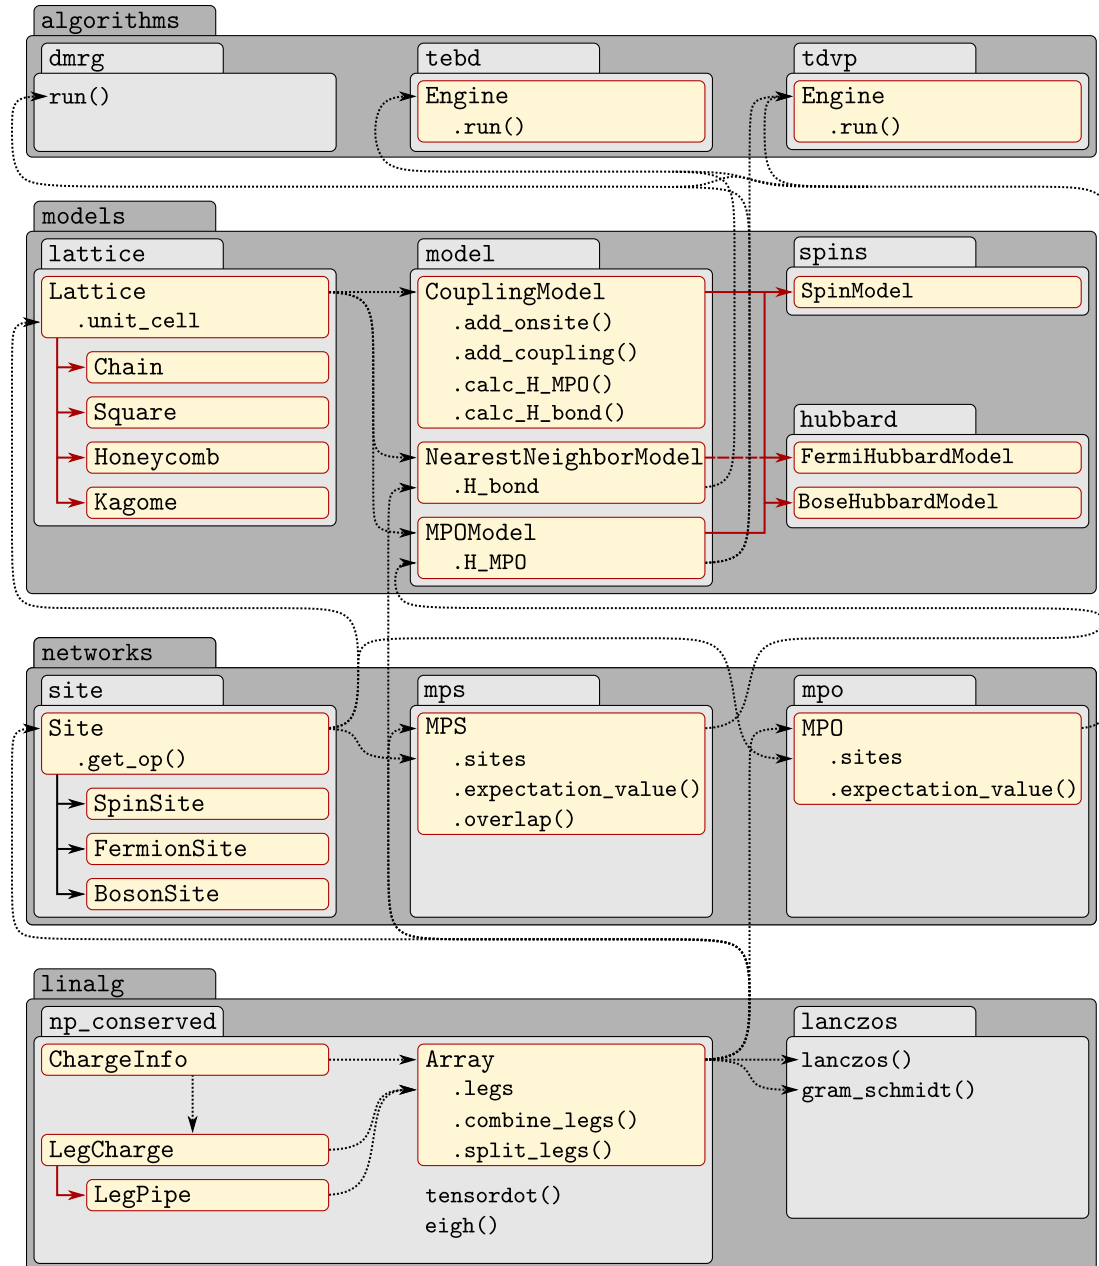 algorithms
dmrg
run()
tebd
Engine
.run()
tdvp
Engine
.run()
models
lattice
Lattice
.unit_cell
Chain
Square
Honeycomb
Kagome
model
CouplingModel
.add_onsite()
.add_coupling()
.calc_H_MPO()
.calc_H_bond()
NearestNeighborModel
.H_bond
MPOModel
.H_MPO
spins
SpinModel
hubbard
FermiHubbardModel
BoseHubbardModel
networks
site
Site
.get_op()
SpinSite
FermionSite
BosonSite
mps
MPS
.sites
.expectation_value()
.overlap()
mpo
MPO
.sites
.expectation_value()
linalg
np_conserved
ChargeInfo
LegCharge
LegPipe
Array
.legs
.combine_legs()
.split_legs()
tensordot()
eigh()
lanczos
lanczos()
gram_schmidt()